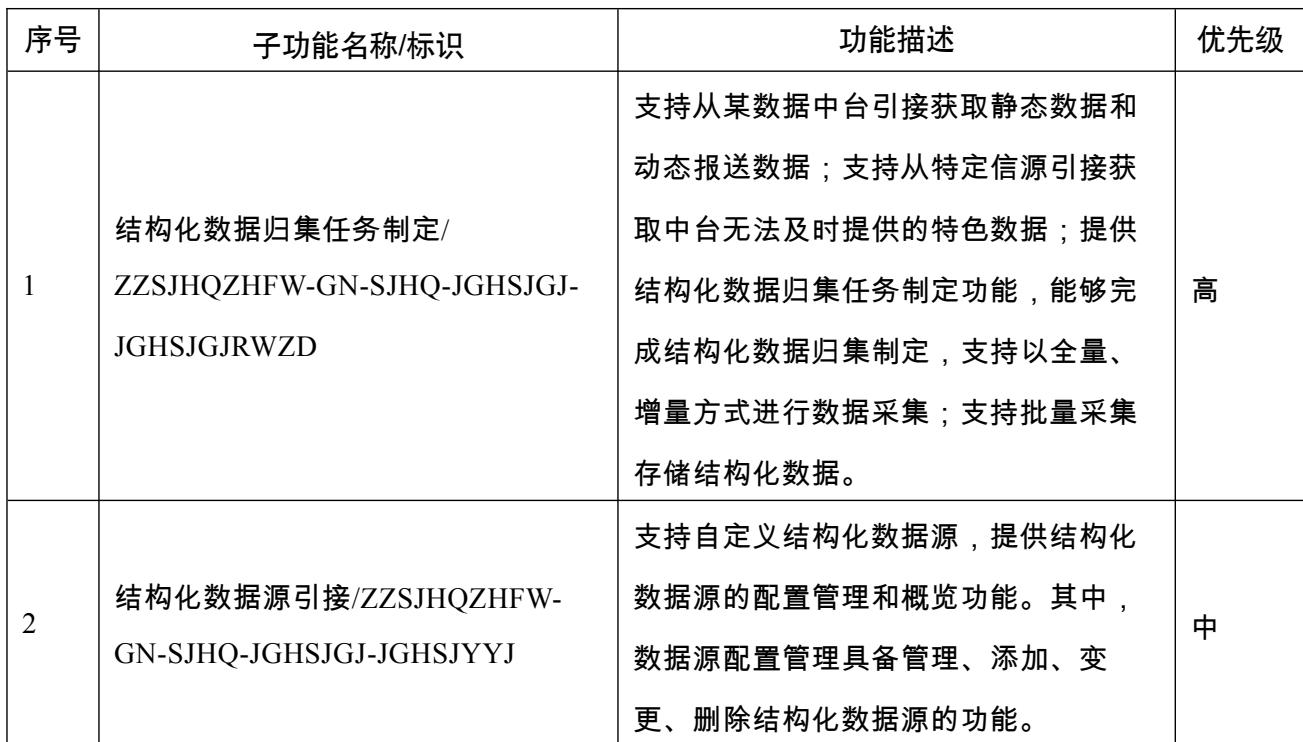 序号 子功能名称/标识 功能描述 优先级
1
结构化数据归集任务制定/
ZZSJHQZHFW-GN-SJHQ-JGHSJGJ-
JGHSJGJRWZD
支持从某数据中台引接获取静态数据和
动态报送数据；支持从特定信源引接获
取中台无法及时提供的特色数据；提供
结构化数据归集任务制定功能，能够完
成结构化数据归集制定，支持以全量、
增量方式进行数据采集；支持批量采集
存储结构化数据。
高
2
结构化数据源引接/ZZSJHQZHFW-
GN-SJHQ-JGHSJGJ-JGHSJYYJ
支持自定义结构化数据源，提供结构化
数据源的配置管理和概览功能。其中，
数据源配置管理具备管理、添加、变
更、删除结构化数据源的功能。
中